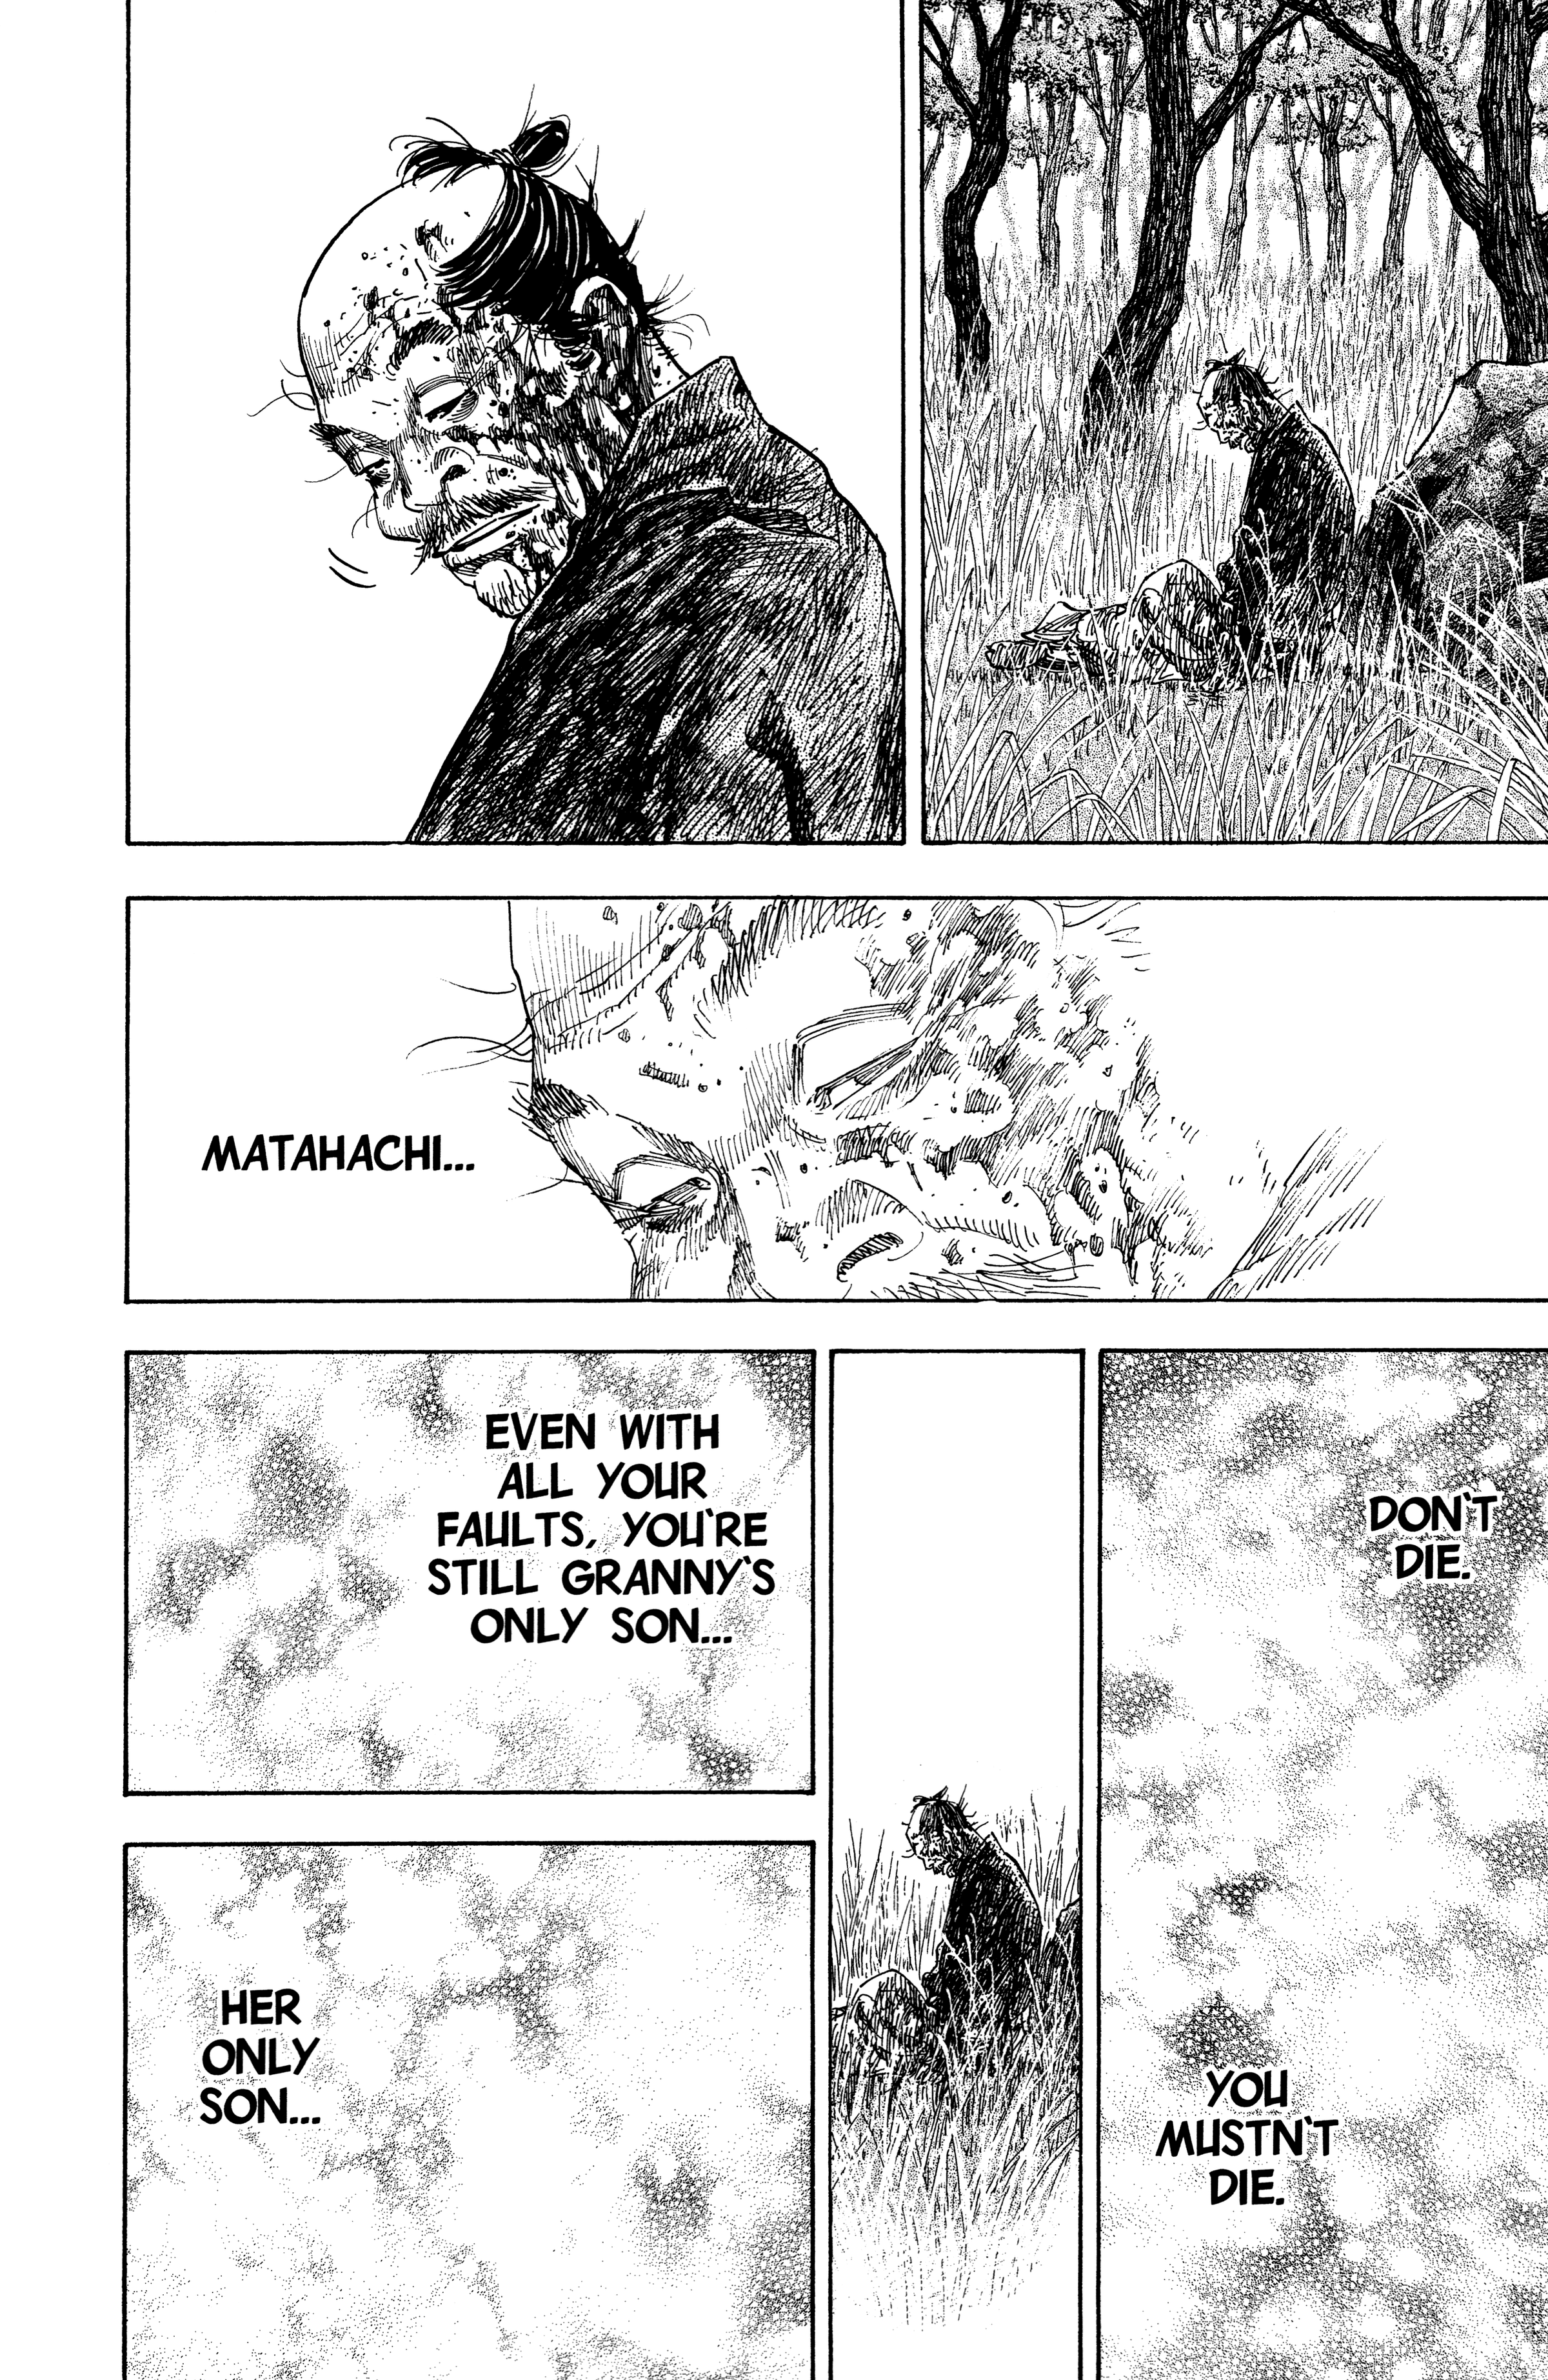 MATAHACHI...
DON'T
DIE.
YOU
MUSTN'T
DIE.
EVEN WITH
ALL YOUR
FAULTS, YOU'RE
STILL GRANNY'S
ONLY SON...
HER
ONLY
SON...